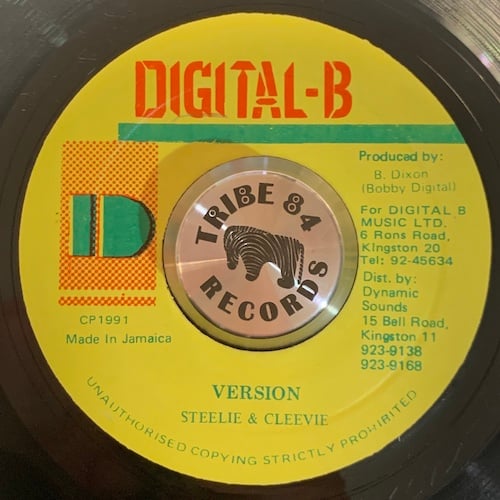 DIGITAL-B
Produced by:
B. Dixon
(Bobby Digital)
For DIGITAL B
MUSIC LTD.
6 Rons Road,
Kingston 20
Tel: 92-45634
Dist. by:
Dynamic
Sounds
15 Bell Road,
Kingston 11
923-9138
923-9168
D
TRIBE 84
RECORDS
CP1991
Made In Jamaica
VERSION
STEELIE & CLEEVIE
UNAUTHORISED COPYING STRICTLY PROHIBITED